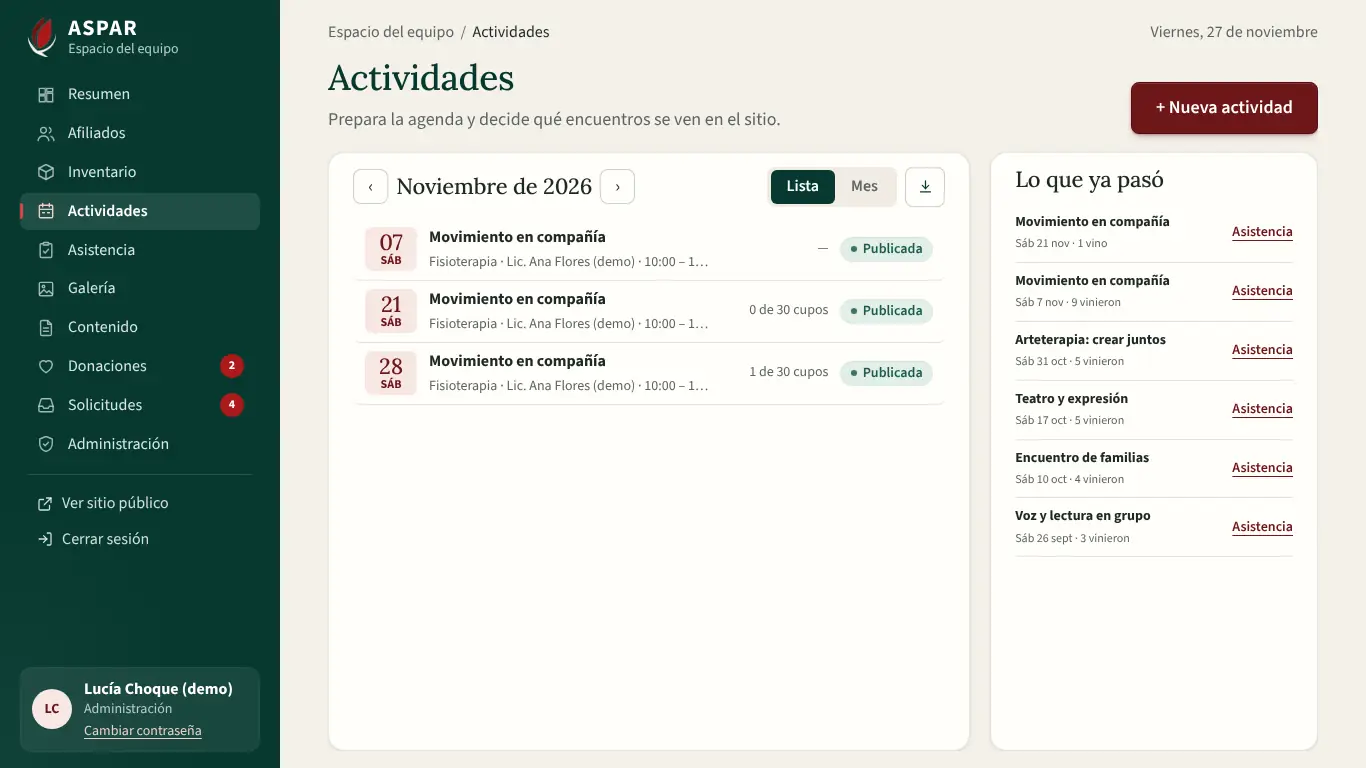 ASPAR
Espacio del equipo
Resumen
Afiliados
Inventario
Actividades
Asistencia
Galería
Contenido
Donaciones 2
Solicitudes 4
Administración
Ver sitio público
Cerrar sesión
LC
Lucía Choque (demo)
Administración
Cambiar contraseña
Espacio del equipo / Actividades
Viernes, 27 de noviembre
Actividades
Prepara la agenda y decide qué encuentros se ven en el sitio.
+ Nueva actividad
‹ Noviembre de 2026 ›
Lista Mes
07 SÁB
Movimiento en compañía
Fisioterapia · Lic. Ana Flores (demo) · 10:00 – 1…
— Publicada
21 SÁB
Movimiento en compañía
Fisioterapia · Lic. Ana Flores (demo) · 10:00 – 1…
0 de 30 cupos Publicada
28 SÁB
Movimiento en compañía
Fisioterapia · Lic. Ana Flores (demo) · 10:00 – 1…
1 de 30 cupos Publicada
Lo que ya pasó
Movimiento en compañía
Sáb 21 nov · 1 vino
Asistencia
Movimiento en compañía
Sáb 7 nov · 9 vinieron
Asistencia
Arteterapia: crear juntos
Sáb 31 oct · 5 vinieron
Asistencia
Teatro y expresión
Sáb 17 oct · 5 vinieron
Asistencia
Encuentro de familias
Sáb 10 oct · 4 vinieron
Asistencia
Voz y lectura en grupo
Sáb 26 sept · 3 vinieron
Asistencia